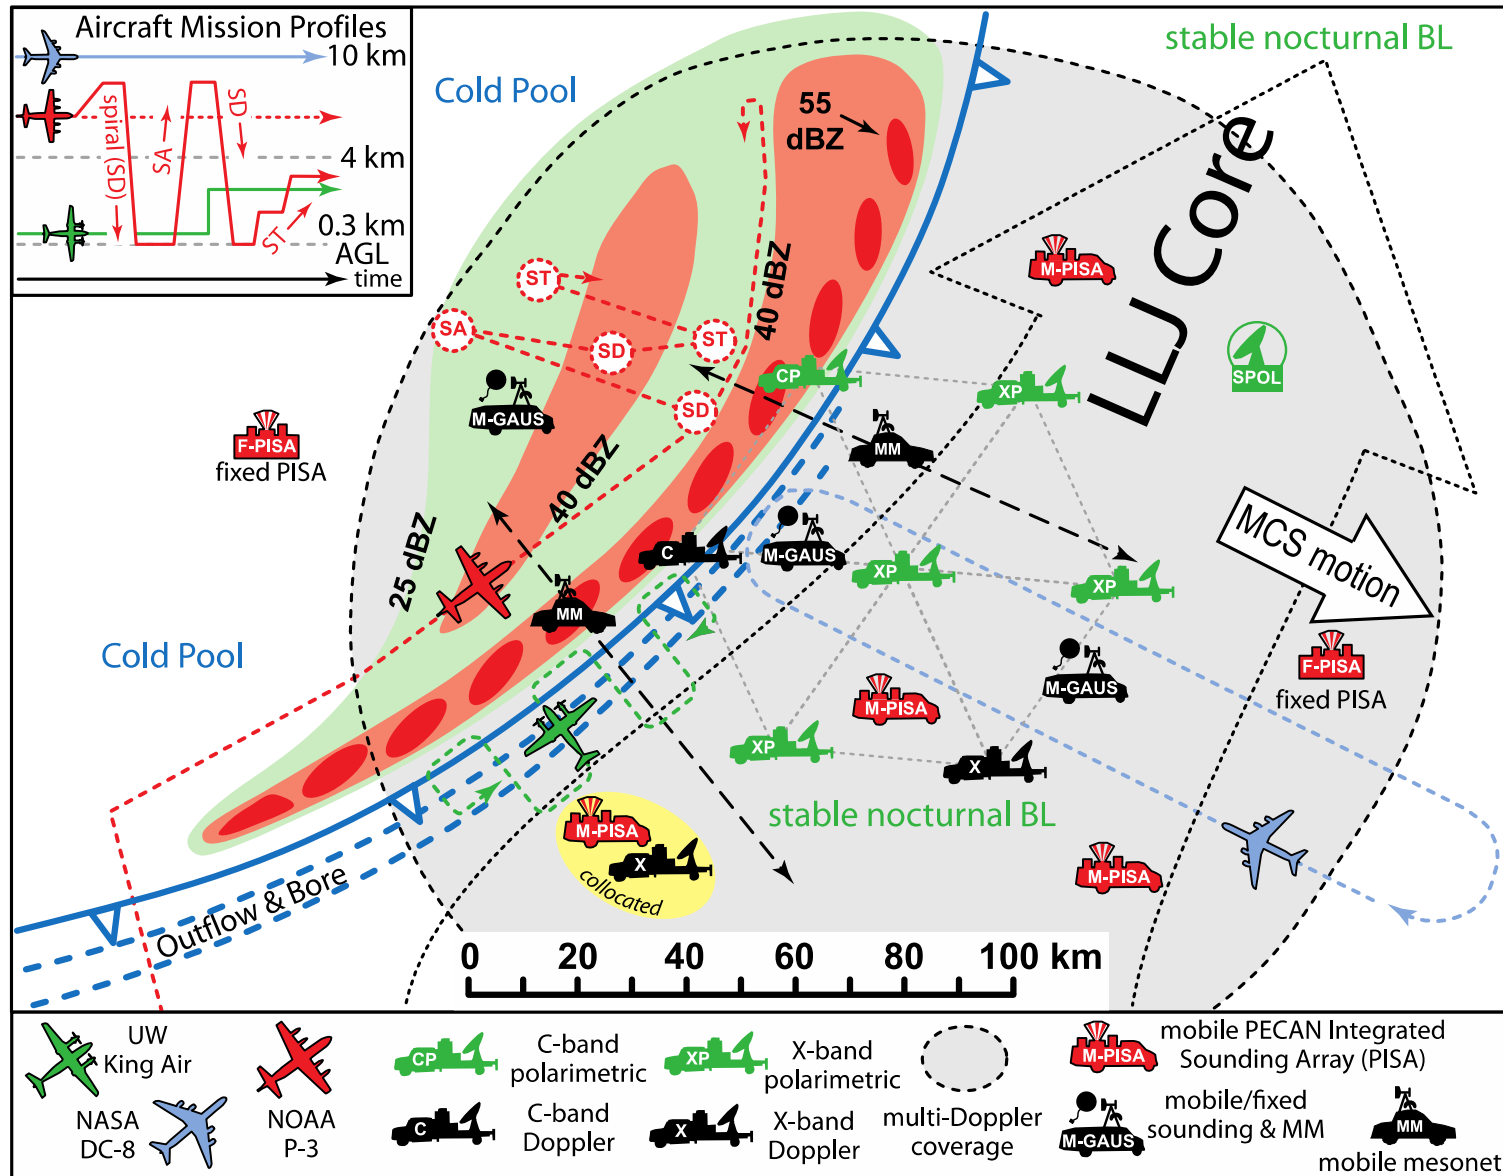 Aircraft Mission Profiles
10 km
spiral (SD)
SA
SD
4 km
0.3 km
AGL
ST
time
stable nocturnal BL
Cold Pool
55
dBZ
LLJ Core
M-PISA
40 dBZ
ST
SA
SD
ST
SD
SPOL
CP
XP
M-GAUS
F-PISA
fixed PISA
MM
40 dBZ
25 dBZ
MCS motion
C
M-GAUS
XP
XP
MM
Cold Pool
F-PISA
fixed PISA
M-GAUS
M-PISA
XP
X
stable nocturnal BL
M-PISA
X
collocated
M-PISA
Outflow & Bore
0 20 40 60 80 100 km
UW
King Air
NASA
DC-8
NOAA
P-3
CP
C-band
polarimetric
C
C-band
Doppler
XP
X-band
polarimetric
X
X-band
Doppler
multi-Doppler
coverage
M-PISA
mobile PECAN Integrated
Sounding Array (PISA)
M-GAUS
mobile/fixed
sounding & MM
MM
mobile mesonet